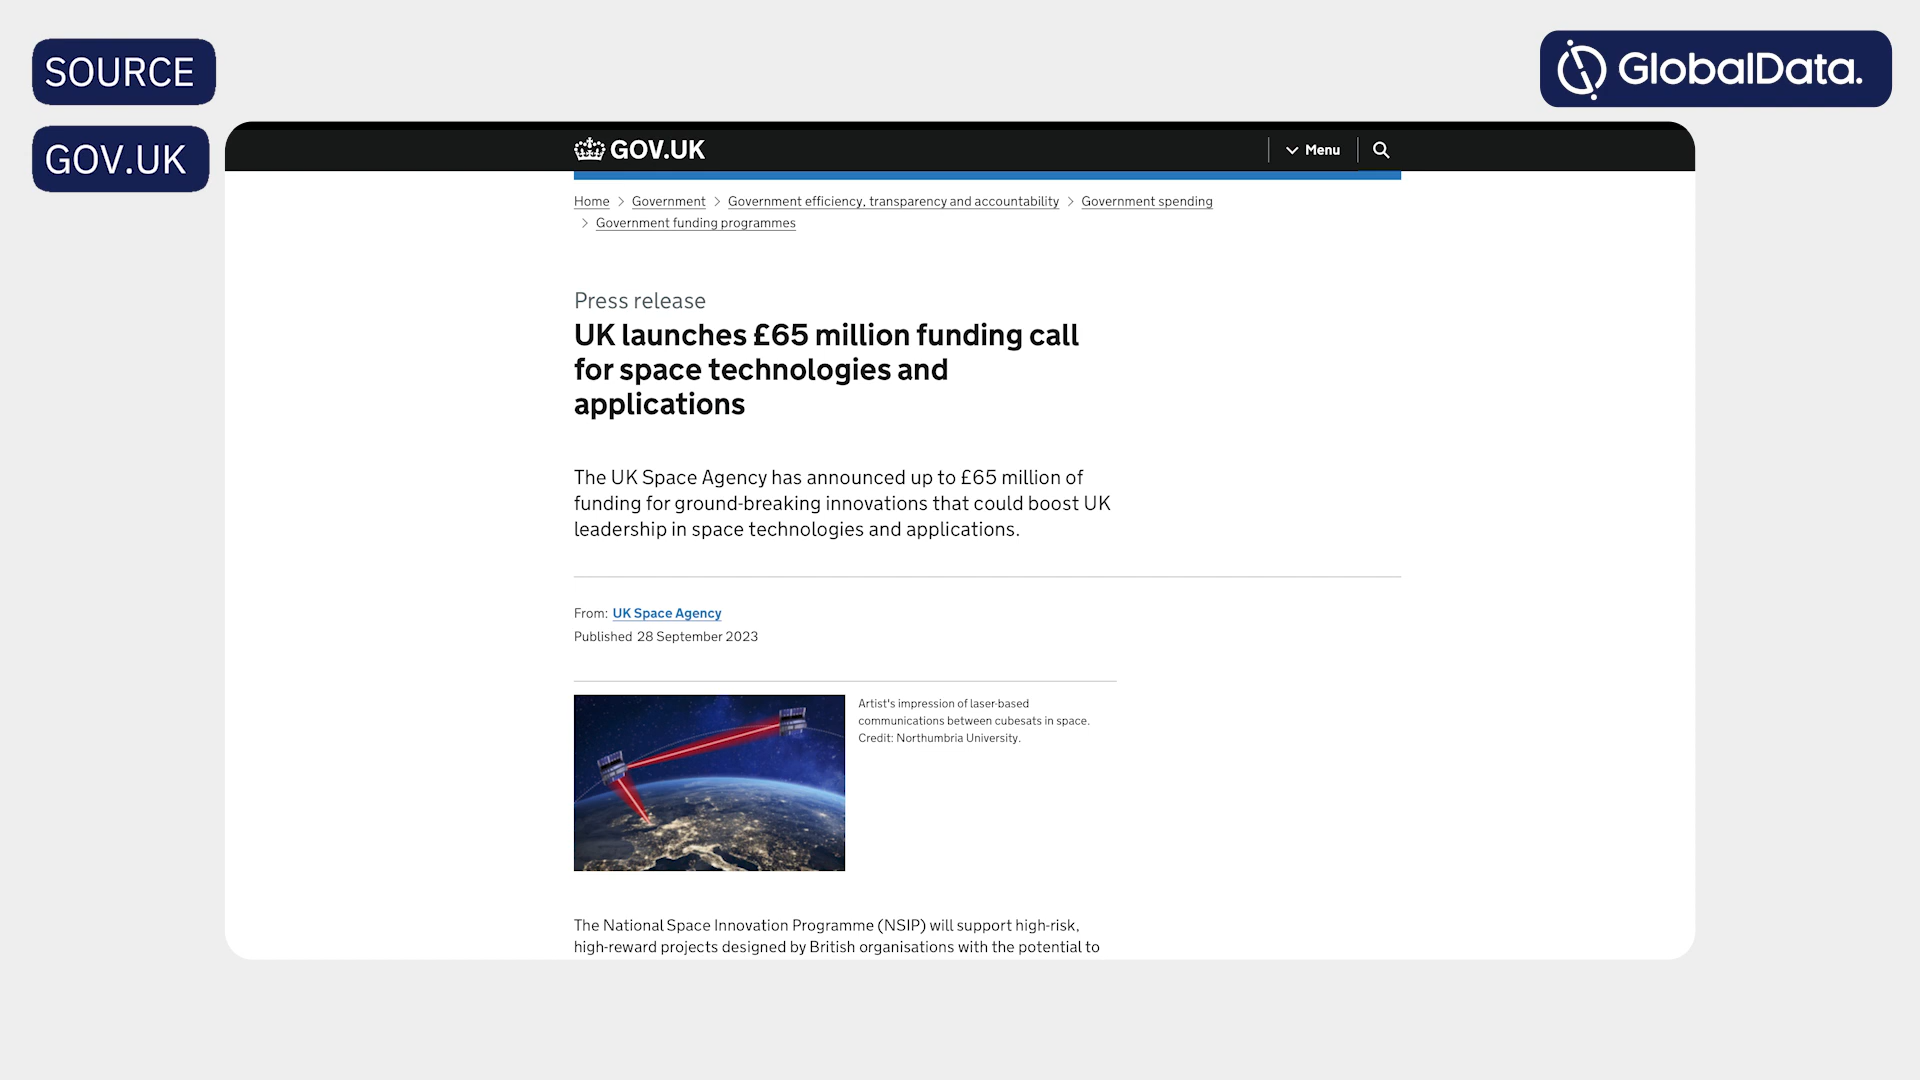 SOURCE
GlobalData.
GOV.UK
GOV.UK
Menu
Home > Government > Government efficiency, transparency and accountability > Government spending
> Government funding programmes
Press release
UK launches £65 million funding call
for space technologies and
applications
The UK Space Agency has announced up to £65 million of
funding for ground-breaking innovations that could boost UK
leadership in space technologies and applications.
From: UK Space Agency
Published 28 September 2023
Artist's impression of laser-based
communications between cubesats in space.
Credit: Northumbria University.
The National Space Innovation Programme (NSIP) will support high-risk,
high-reward projects designed by British organisations with the potential to